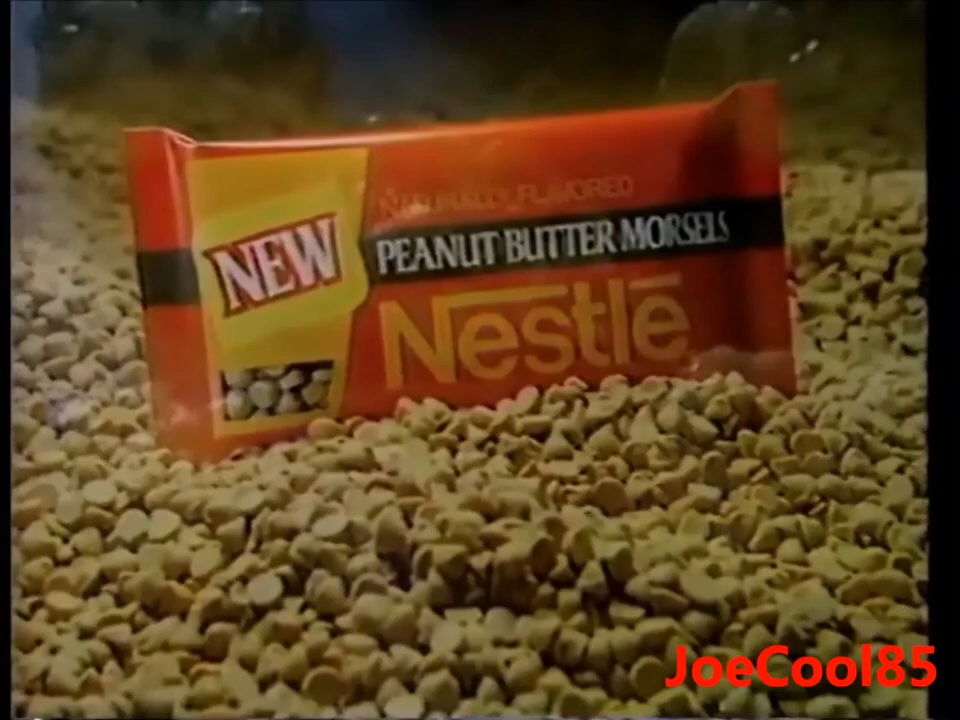 NATURALLY FLAVORED
NEW
PEANUT BUTTER MORSELS
Nestlé
JoeCool85